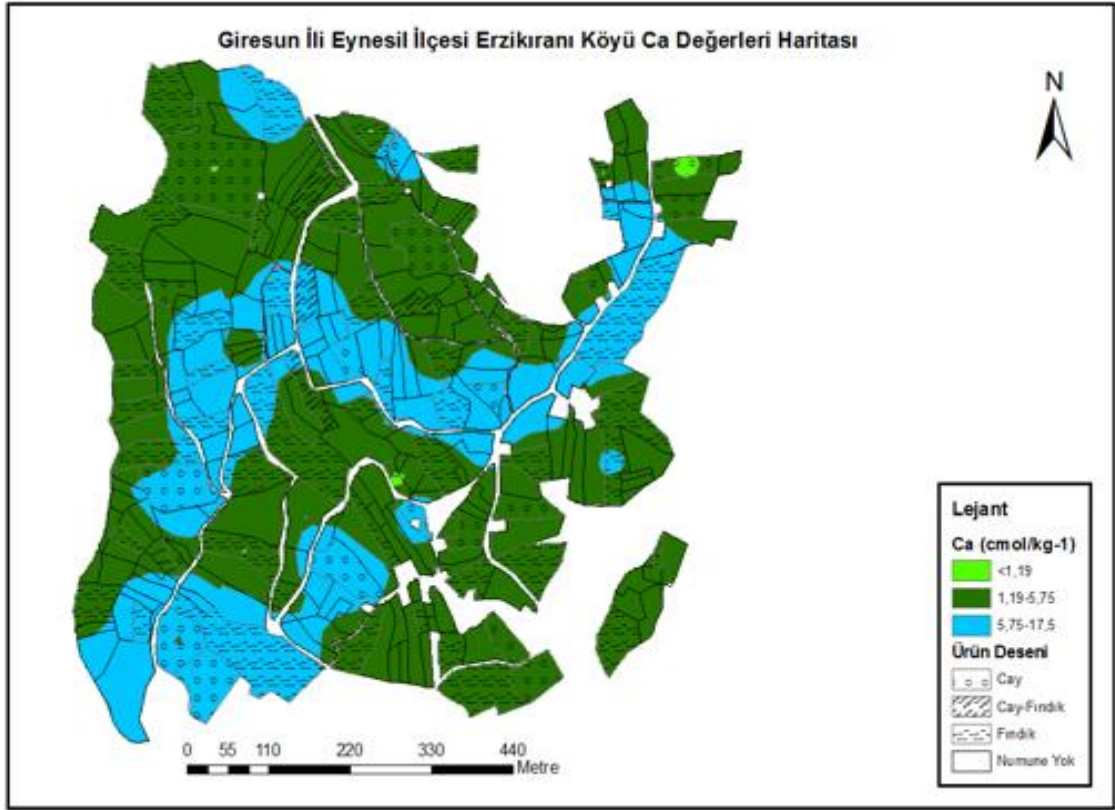 Giresun İli Eynesil İlçesi Erzikıranı Köyü Ca Değerleri Haritası
N
Lejant
Ca (cmol/kg-1)
<1,19
1,19-5,75
5,75-17,5
Ürün Deseni
Cay
Cay-Fındık
Fındık
Numune Yok
0 55 110 220 330 440
Metre